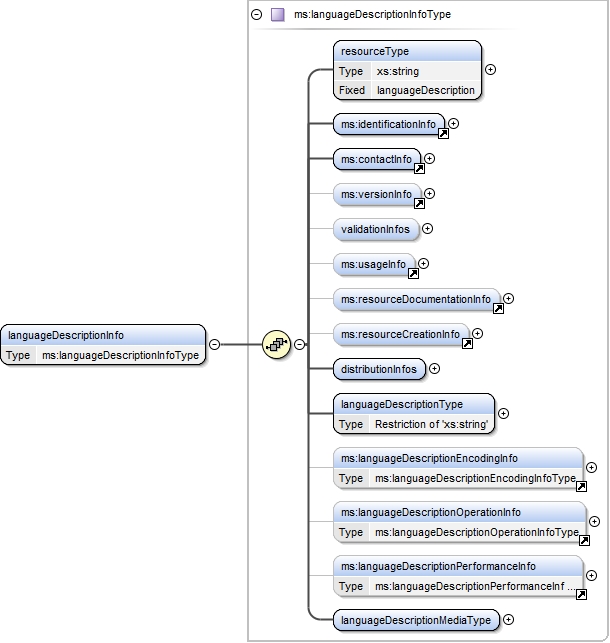 ms:languageDescriptionInfoType
resourceType
Type xs:string
Fixed languageDescription
ms:identificationInfo
ms:contactInfo
ms:versionInfo
validationInfos
ms:usageInfo
ms:resourceDocumentationInfo
ms:resourceCreationInfo
languageDescriptionInfo
Type ms:languageDescriptionInfoType
distributionInfos
languageDescriptionType
Type Restriction of 'xs:string'
ms:languageDescriptionEncodingInfo
Type ms:languageDescriptionEncodingInfoType
ms:languageDescriptionOperationInfo
Type ms:languageDescriptionOperationInfoType
ms:languageDescriptionPerformanceInfo
Type ms:languageDescriptionPerformanceInf ...
languageDescriptionMediaType